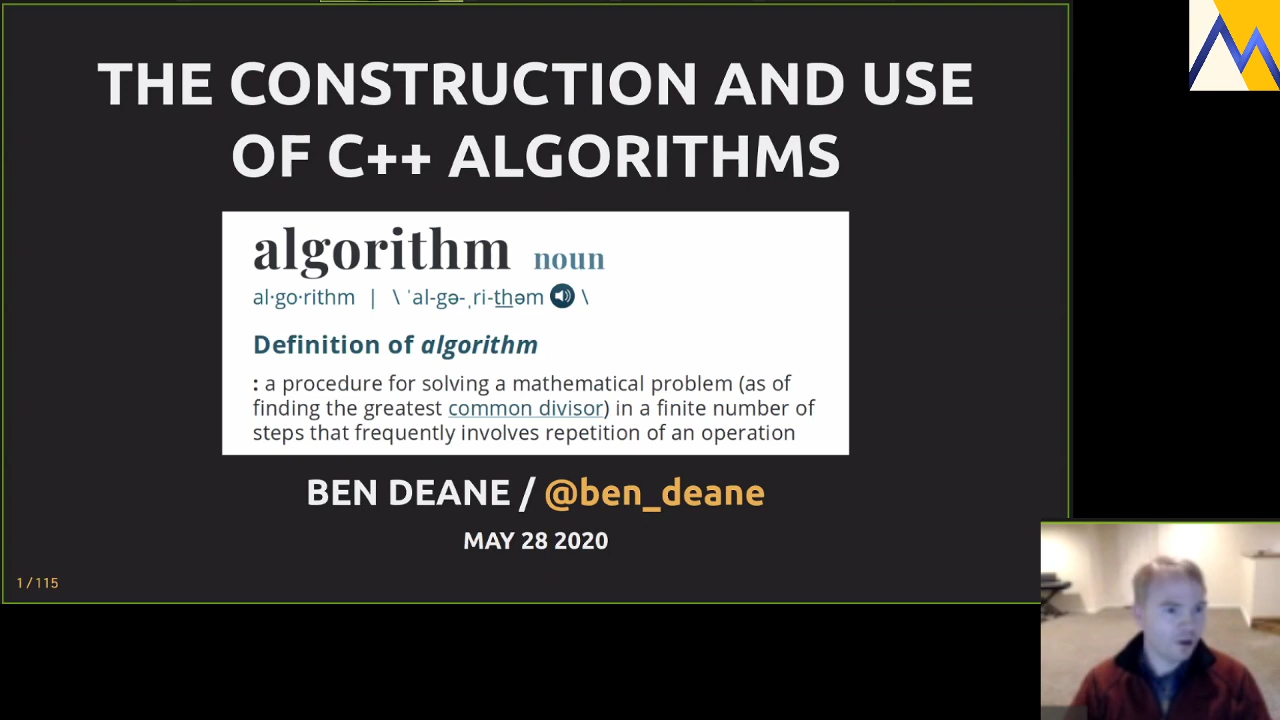 THE CONSTRUCTION AND USE
OF C++ ALGORITHMS
algorithm noun
al·go·rithm | \ ˈal-gə-ˌri-thəm \
Definition of algorithm
: a procedure for solving a mathematical problem (as of
finding the greatest common divisor) in a finite number of
steps that frequently involves repetition of an operation
BEN DEANE / @ben_deane
MAY 28 2020
1 / 115